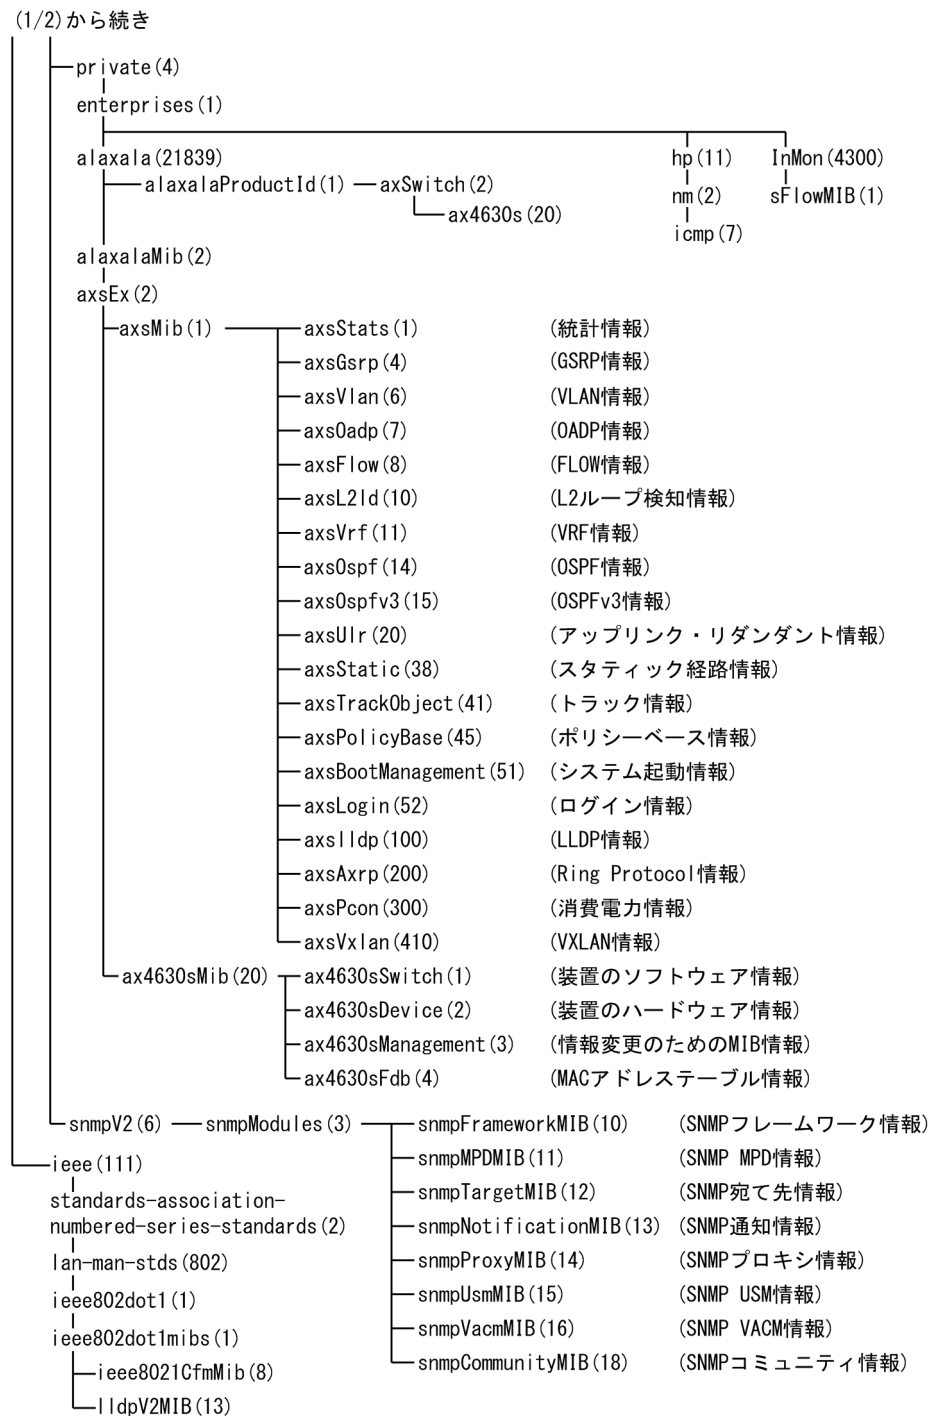 (1/2)から続き
private(4)
enterprises(1)
alaxala(21839) hp(11) InMon(4300)
alaxalaProductId(1) axSwitch(2) nm(2) sFlowMIB(1)
ax4630s(20)
icmp(7)
alaxalaMib(2)
axsEx(2)
axsMib(1) axsStats(1) (統計情報)
axsGsrp(4) (GSRP情報)
axsVlan(6) (VLAN情報)
axsOadp(7) (OADP情報)
axsFlow(8) (FLOW情報)
axsL2ld(10) (L2ループ検知情報)
axsVrf(11) (VRF情報)
axsOspf(14) (OSPF情報)
axsOspfv3(15) (OSPFv3情報)
axsUlr(20) (アップリンク・リダンダント情報)
axsStatic(38) (スタティック経路情報)
axsTrackObject(41) (トラック情報)
axsPolicyBase(45) (ポリシーベース情報)
axsBootManagement(51) (システム起動情報)
axsLogin(52) (ログイン情報)
axslldp(100) (LLDP情報)
axsAxrp(200) (Ring Protocol情報)
axsPcon(300) (消費電力情報)
axsVxlan(410) (VXLAN情報)
ax4630sMib(20) ax4630sSwitch(1) (装置のソフトウェア情報)
ax4630sDevice(2) (装置のハードウェア情報)
ax4630sManagement(3) (情報変更のためのMIB情報)
ax4630sFdb(4) (MACアドレステーブル情報)
snmpV2(6) snmpModules(3) snmpFrameworkMIB(10) (SNMPフレームワーク情報)
snmpMPDMIB(11) (SNMP MPD情報)
snmpTargetMIB(12) (SNMP宛て先情報)
snmpNotificationMIB(13) (SNMP通知情報)
snmpProxyMIB(14) (SNMPプロキシ情報)
snmpUsmMIB(15) (SNMP USM情報)
snmpVacmMIB(16) (SNMP VACM情報)
snmpCommunityMIB(18) (SNMPコミュニティ情報)
ieee(111)
standards-association-
numbered-series-standards(2)
lan-man-stds(802)
ieee802dot1(1)
ieee802dot1mibs(1)
ieee8021CfmMib(8)
lldpV2MIB(13)